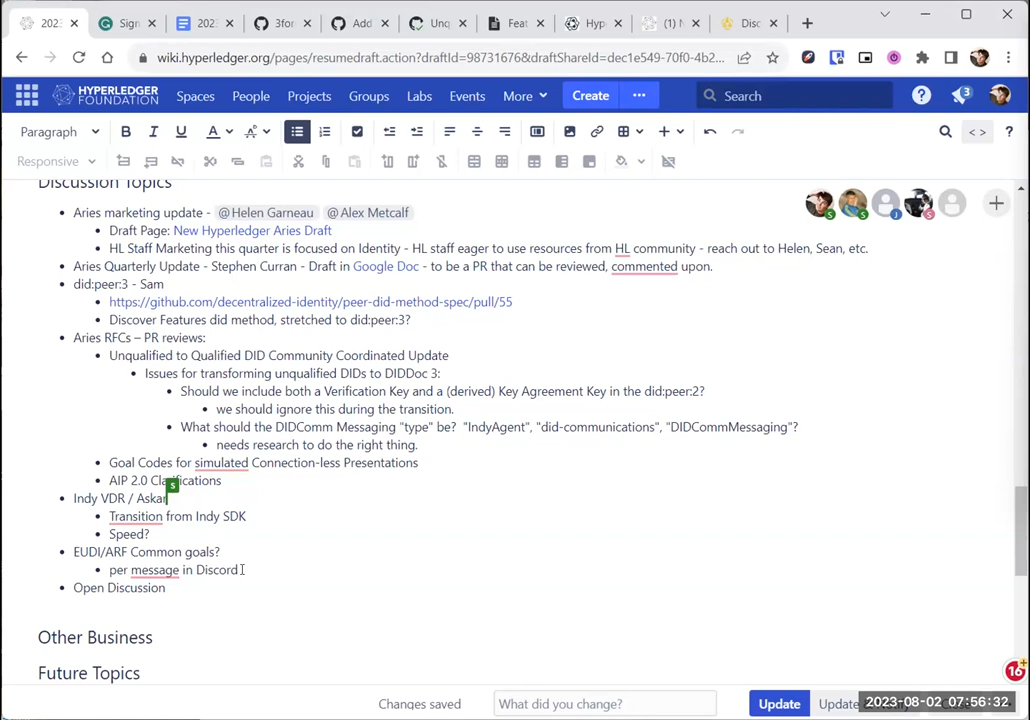 2023
Sign
2023
3for
Add
Unq
Feat
Hyp
(1) N
Disc
wiki.hyperledger.org/pages/resumedraft.action?draftId=98731676&draftShareId=dec1e549-70f0-4b2...
HYPERLEDGER
FOUNDATION
Spaces People Projects Groups Labs Events More Create Search 3
Paragraph B I U A
Responsive
Discussion Topics
Aries marketing update - @Helen Garneau @Alex Metcalf
Draft Page: New Hyperledger Aries Draft
HL Staff Marketing this quarter is focused on Identity - HL staff eager to use resources from HL community - reach out to Helen, Sean, etc.
Aries Quarterly Update - Stephen Curran - Draft in Google Doc - to be a PR that can be reviewed, commented upon.
did:peer:3 - Sam
https://github.com/decentralized-identity/peer-did-method-spec/pull/55
Discover Features did method, stretched to did:peer:3?
Aries RFCs – PR reviews:
Unqualified to Qualified DID Community Coordinated Update
Issues for transforming unqualified DIDs to DIDDoc 3:
Should we include both a Verification Key and a (derived) Key Agreement Key in the did:peer:2?
we should ignore this during the transition.
What should the DIDComm Messaging "type" be? "IndyAgent", "did-communications", "DIDCommMessaging"?
needs research to do the right thing.
Goal Codes for simulated Connection-less Presentations
AIP 2.0 Clarifications
Indy VDR / Askar
Transition from Indy SDK
Speed?
EUDI/ARF Common goals?
per message in Discord
Open Discussion
Other Business
Future Topics
Changes saved What did you change? Update Update
2023-08-02 07:56:32
16